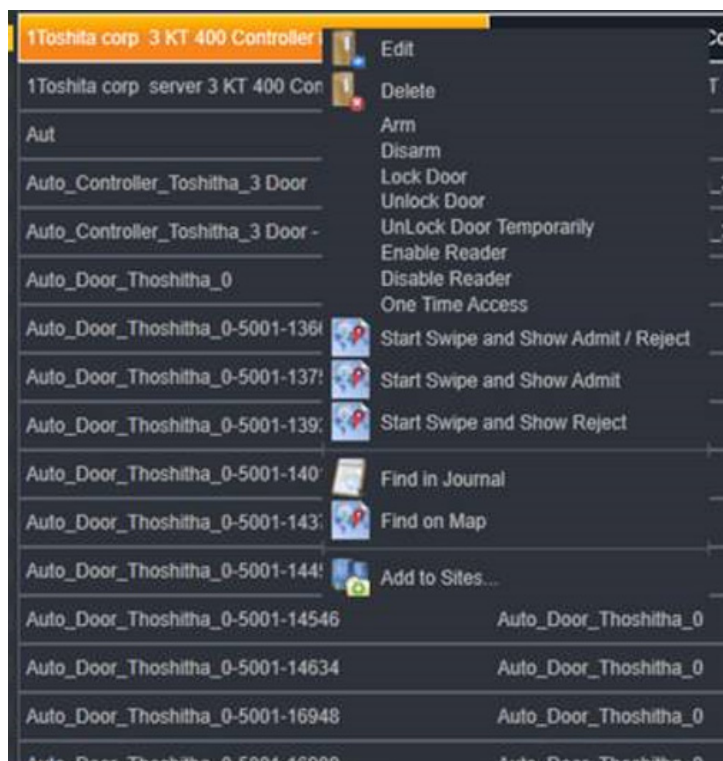 1Toshita corp 3 KT 400 Controller
1Toshita corp server 3 KT 400 Con
Aut
Auto_Controller_Toshitha_3 Door
Auto_Controller_Toshitha_3 Door -
Auto_Door_Thoshitha_0
Auto_Door_Thoshitha_0-5001-136
Auto_Door_Thoshitha_0-5001-137
Auto_Door_Thoshitha_0-5001-139
Auto_Door_Thoshitha_0-5001-140
Auto_Door_Thoshitha_0-5001-143
Auto_Door_Thoshitha_0-5001-144
Edit
Delete
Arm
Disarm
Lock Door
Unlock Door
UnLock Door Temporarily
Enable Reader
Disable Reader
One Time Access
Start Swipe and Show Admit / Reject
Start Swipe and Show Admit
Start Swipe and Show Reject
Find in Journal
Find on Map
Add to Sites...
Auto_Door_Thoshitha_0-5001-14546 Auto_Door_Thoshitha_0
Auto_Door_Thoshitha_0-5001-14634 Auto_Door_Thoshitha_0
Auto_Door_Thoshitha_0-5001-16948 Auto_Door_Thoshitha_0